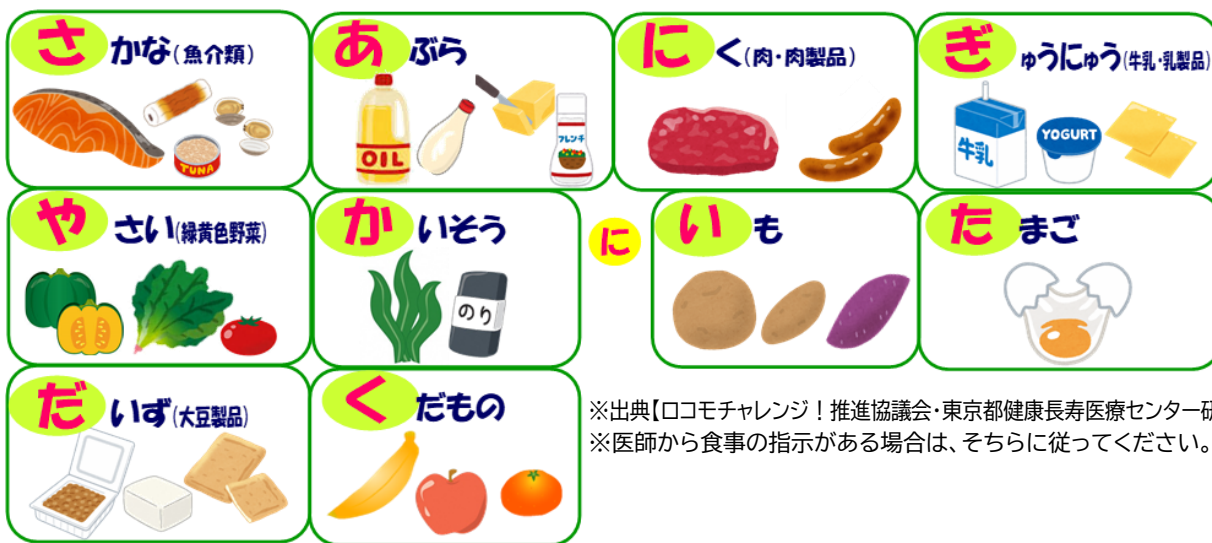 さかな(魚介類)
あぶら
にく(肉・肉製品)
ぎゅうにゅう(牛乳・乳製品)
TUNA
OIL
フレンチ
牛乳
YOGURT
やさい(緑黄色野菜)
かいそう
に
いも
たまご
のり
だいず(大豆製品)
くだもの
※出典【ロコモチャレンジ!推進協議会・東京都健康長寿医療センター研
※医師から食事の指示がある場合は、そちらに従ってください。